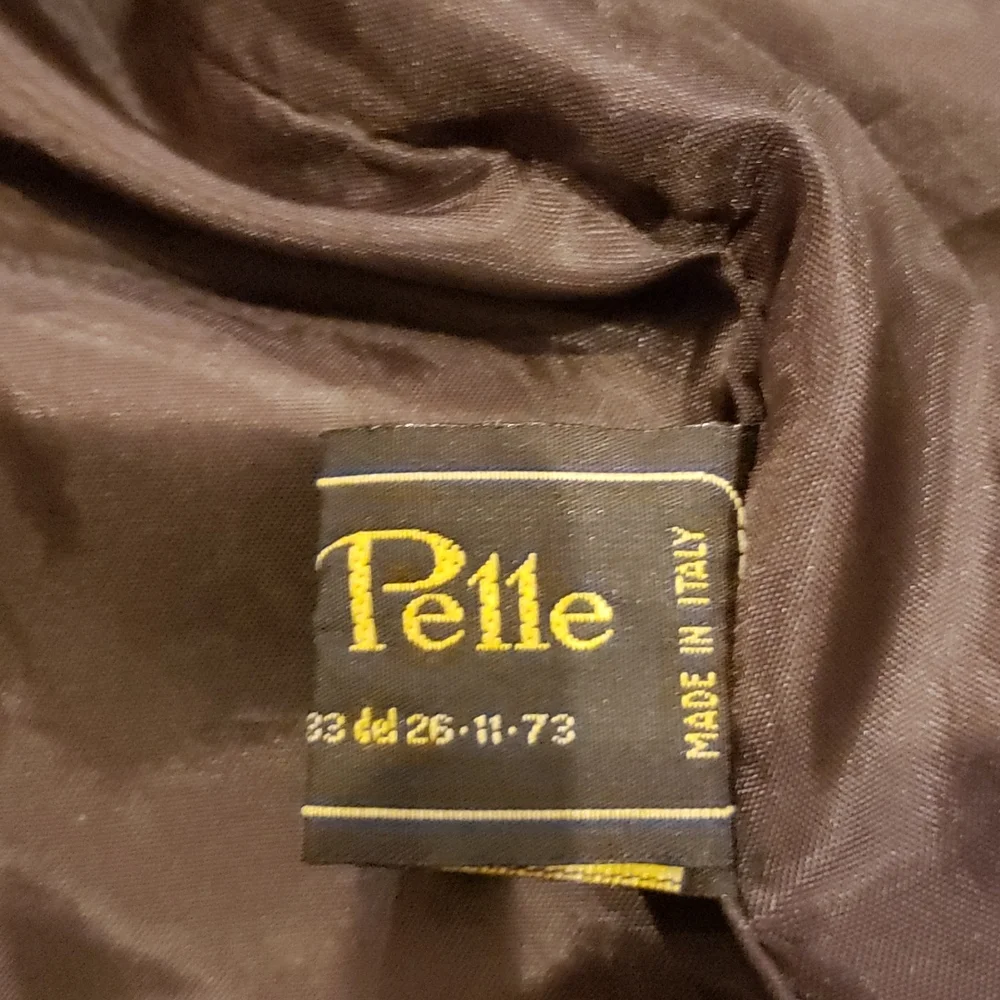 Pelle
33 del 26·11·73
MADE IN ITALY